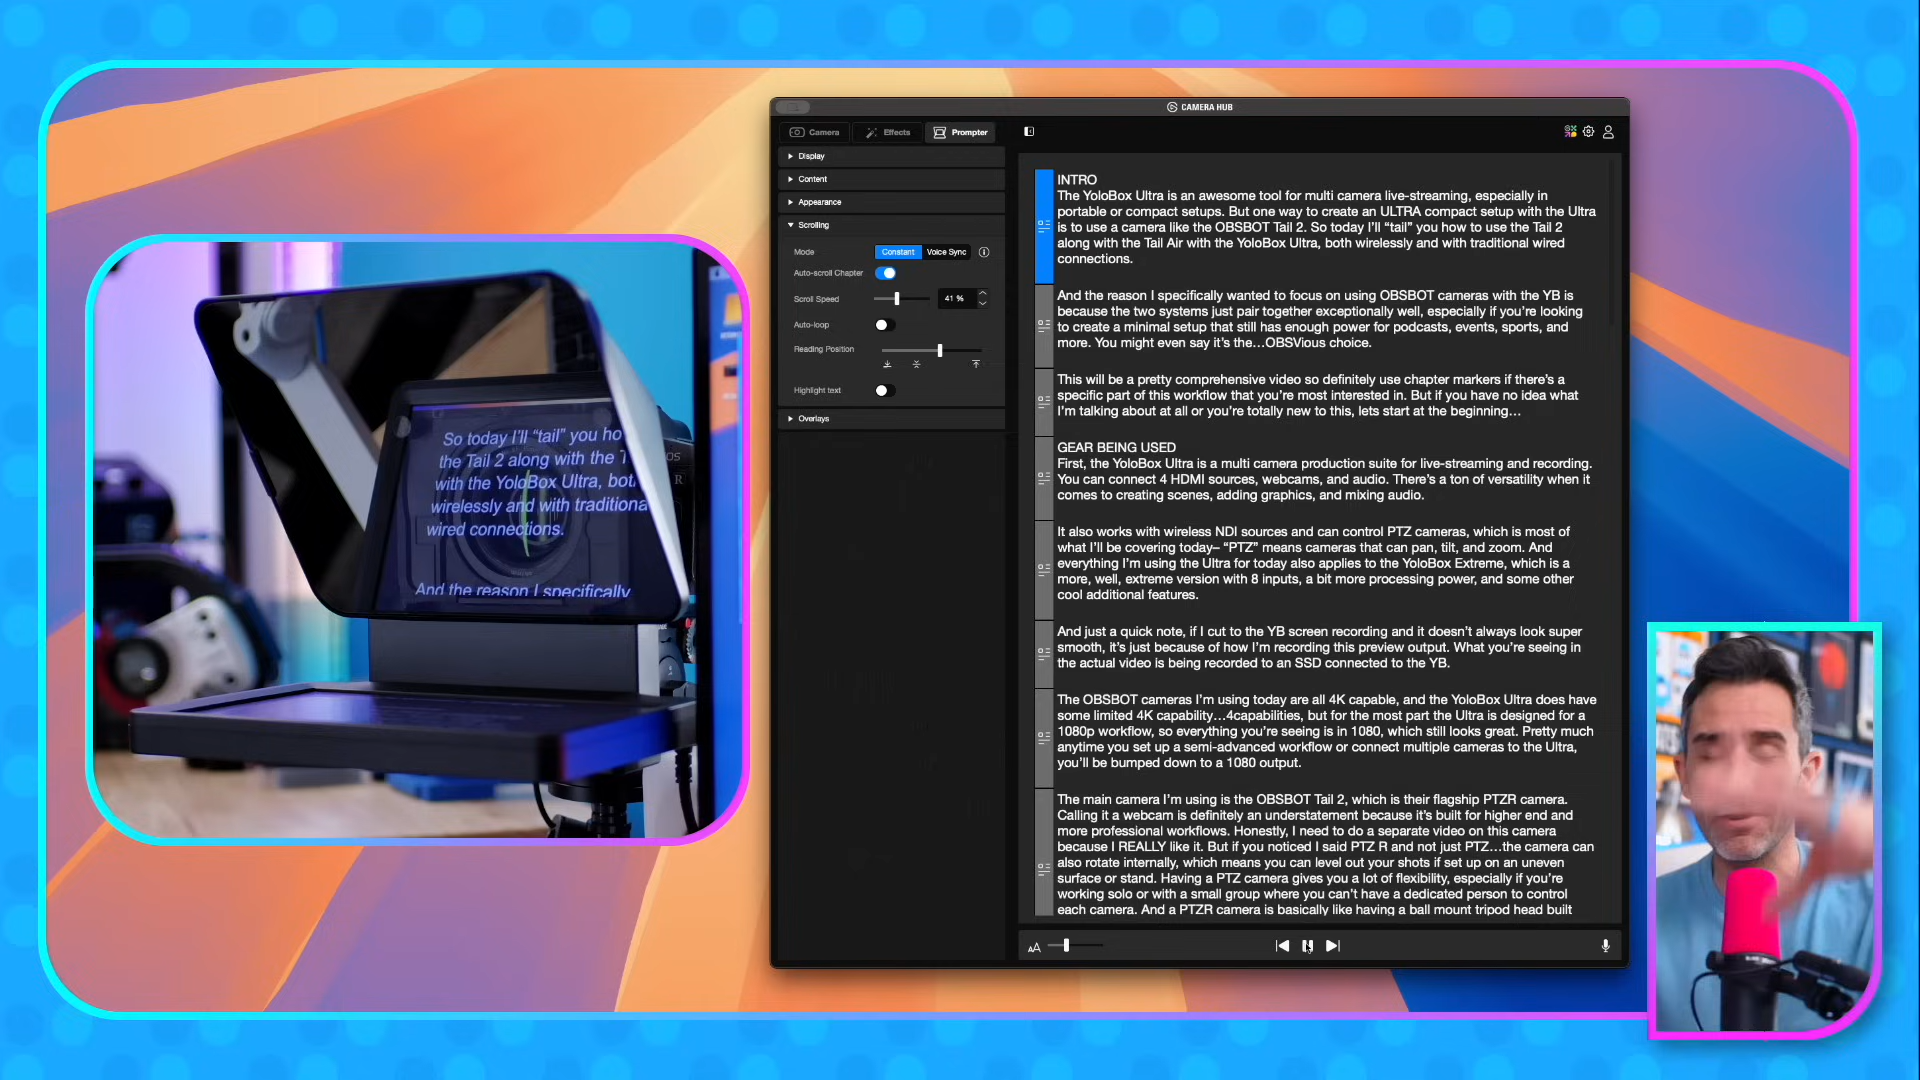 CAMERA HUB
Camera
Effects
Prompter
Display
Content
Appearance
Scrolling
Mode
Constant
Voice Sync
Auto-scroll Chapter
Scroll Speed
41 %
Auto-loop
Reading Position
Highlight text
Overlays
INTRO
The YoloBox Ultra is an awesome tool for multi camera live-streaming, especially in
portable or compact setups. But one way to create an ULTRA compact setup with the Ultra
is to use a camera like the OBSBOT Tail 2. So today I'll “tail” you how to use the Tail 2
along with the Tail Air with the YoloBox Ultra, both wirelessly and with traditional wired
connections.
And the reason I specifically wanted to focus on using OBSBOT cameras with the YB is
because the two systems just pair together exceptionally well, especially if you're looking
to create a minimal setup that still has enough power for podcasts, events, sports, and
more. You might even say it's the...OBSVious choice.
This will be a pretty comprehensive video so definitely use chapter markers if there's a
specific part of this workflow that you're most interested in. But if you have no idea what
I'm talking about at all or you're totally new to this, lets start at the beginning...
GEAR BEING USED
First, the YoloBox Ultra is a multi camera production suite for live-streaming and recording.
You can connect 4 HDMI sources, webcams, and audio. There's a ton of versatility when it
comes to creating scenes, adding graphics, and mixing audio.
It also works with wireless NDI sources and can control PTZ cameras, which is most of
what I'll be covering today– “PTZ” means cameras that can pan, tilt, and zoom. And
everything I'm using the Ultra for today also applies to the YoloBox Extreme, which is a
more, well, extreme version with 8 inputs, a bit more processing power, and some other
cool additional features.
And just a quick note, if I cut to the YB screen recording and it doesn't always look super
smooth, it's just because of how I'm recording this preview output. What you're seeing in
the actual video is being recorded to an SSD connected to the YB.
The OBSBOT cameras I'm using today are all 4K capable, and the YoloBox Ultra does have
some limited 4K capability...4capabilities, but for the most part the Ultra is designed for a
1080p workflow, so everything you're seeing is in 1080, which still looks great. Pretty much
anytime you set up a semi-advanced workflow or connect multiple cameras to the Ultra,
you'll be bumped down to a 1080 output.
The main camera I'm using is the OBSBOT Tail 2, which is their flagship PTZR camera.
Calling it a webcam is definitely an understatement because it's built for higher end and
more professional workflows. Honestly, I need to do a separate video on this camera
because I REALLY like it. But if you noticed I said PTZ R and not just PTZ...the camera can
also rotate internally, which means you can level out your shots if set up on an uneven
surface or stand. Having a PTZ camera gives you a lot of flexibility, especially if you're
working solo or with a small group where you can't have a dedicated person to control
each camera. And a PTZR camera is basically like having a ball mount tripod head built
AA
So today I'll “tail” you ho
the Tail 2 along with the T
with the YoloBox Ultra, bot
wirelessly and with traditiona
wired connections.
And the reason I specifically
R